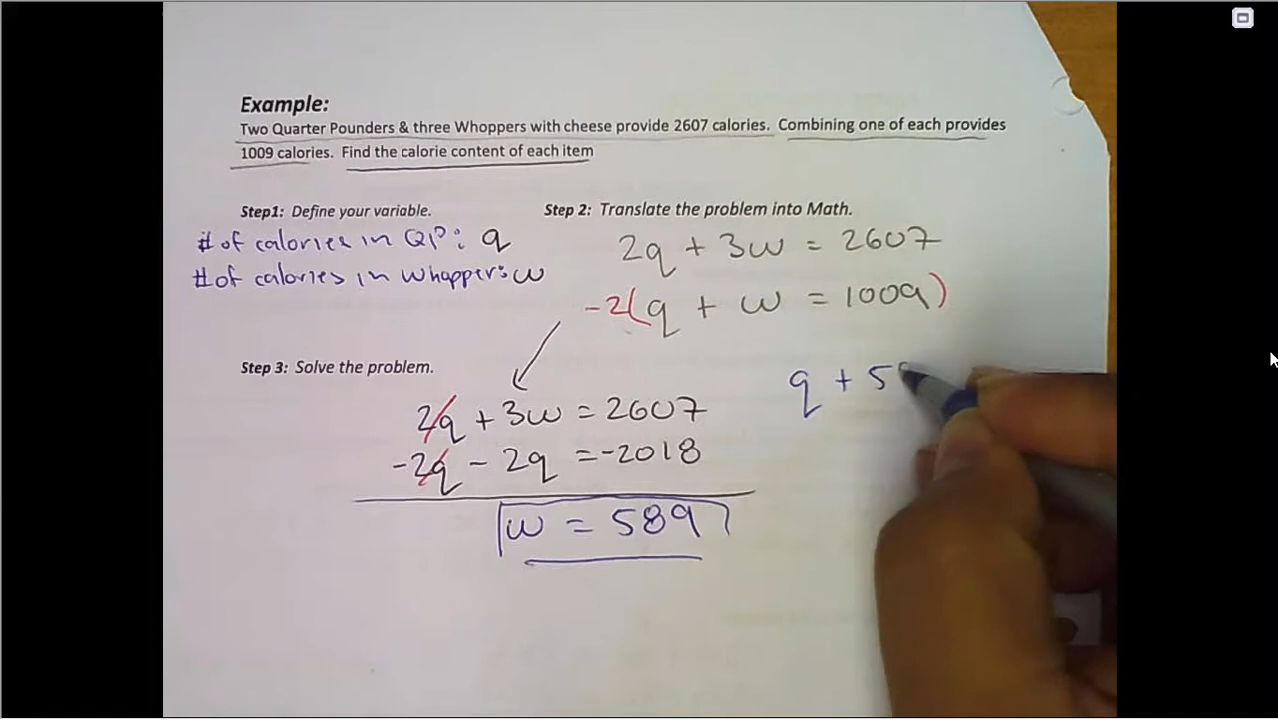 Example:
Two Quarter Pounders & three Whoppers with cheese provide 2607 calories. Combining one of each provides
1009 calories. Find the calorie content of each item
Step1: Define your variable.
# of calories in QP: q
# of calories in Whopper: w
Step 2: Translate the problem into Math.
2q + 3w = 2607
-2(q + w = 1009)
Step 3: Solve the problem.
2q + 3w = 2607
-2q - 2q = -2018
w = 589
q + 5